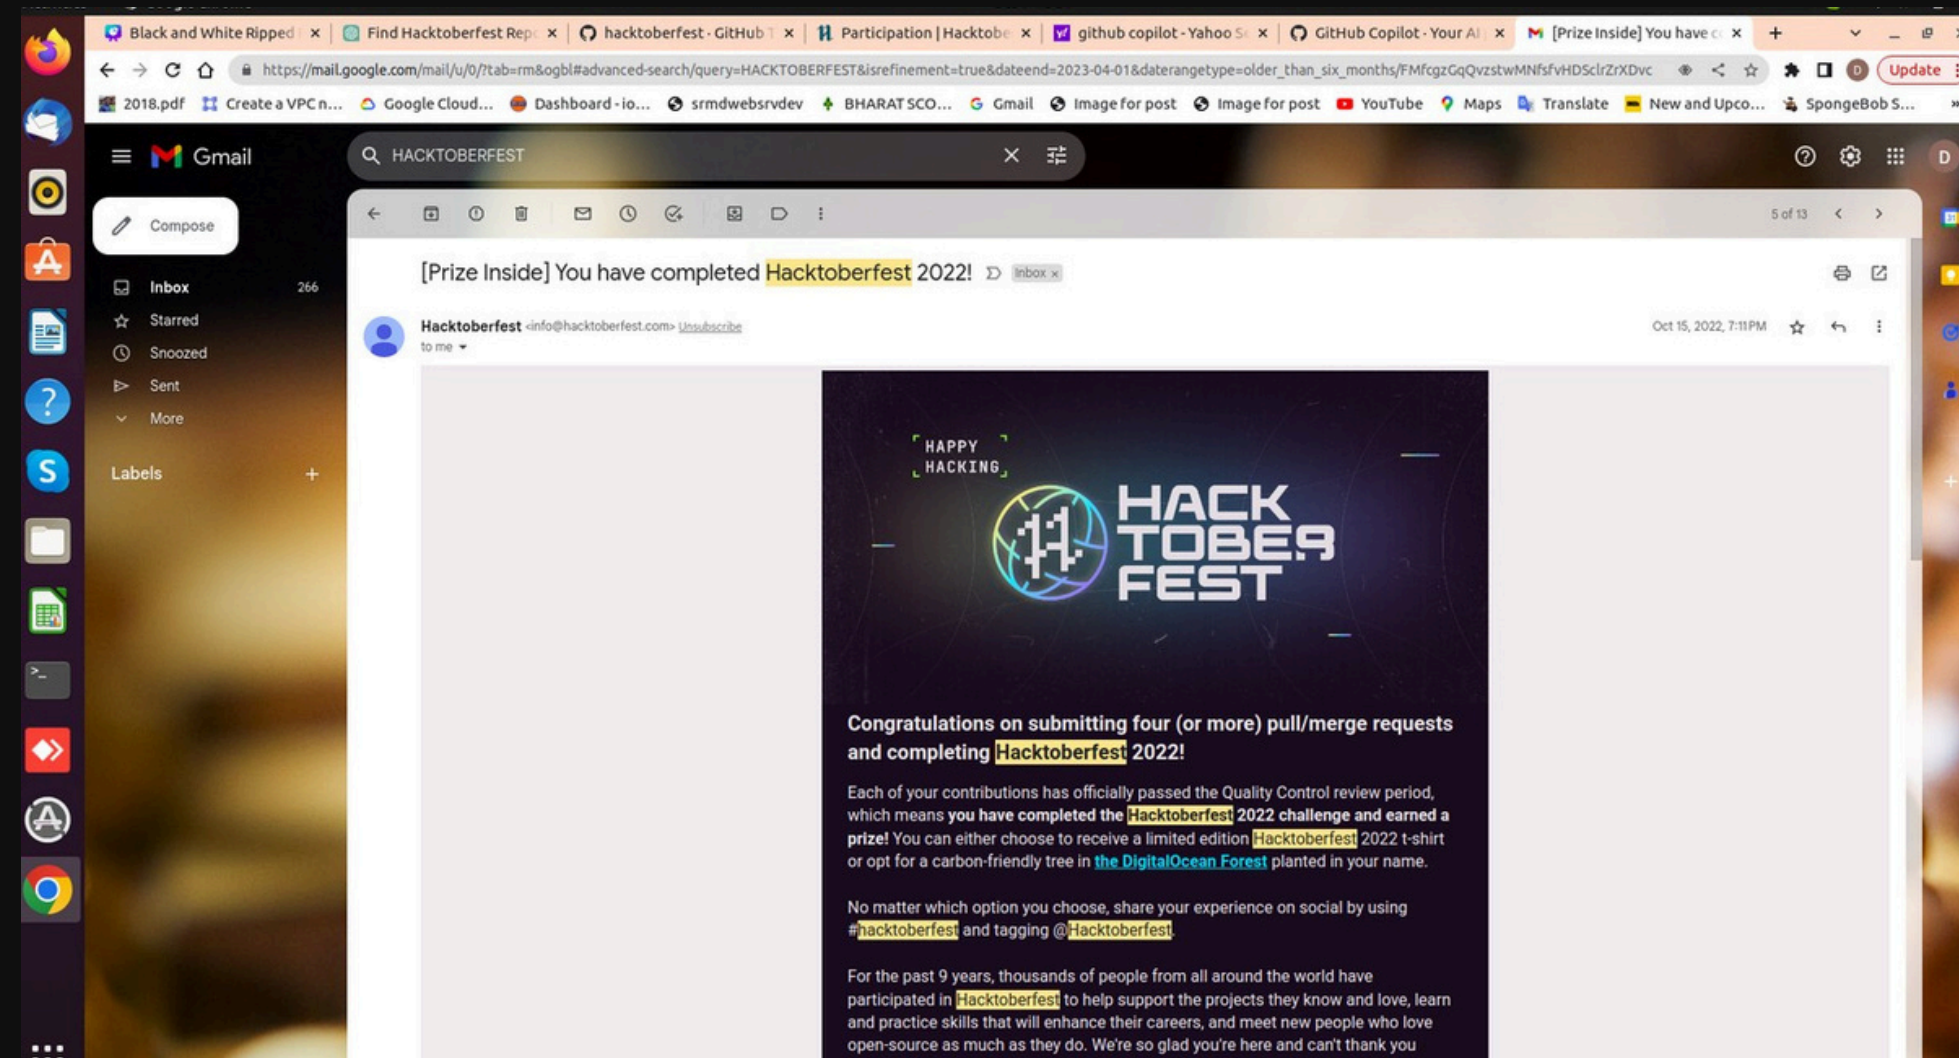 Black and White Ripped
Find Hacktoberfest Rep
hacktoberfest · GitHub T
Participation | Hacktobe
github copilot - Yahoo S
GitHub Copilot · Your AI
[Prize Inside] You have c
https://mail.google.com/mail/u/0/?tab=rm&ogbl#advanced-search/query=HACKTOBERFEST&isrefinement=true&dateend=2023-04-01&daterangetype=older_than_six_months/FMfcgzGqQvzstwMNfsfvHDSclrZrXDvc
D
Update
2018.pdf
Create a VPC n...
Google Cloud...
Dashboard - io...
srmdwebsrvdev
BHARAT SCO...
Gmail
Image for post
Image for post
YouTube
Maps
Translate
New and Upco...
SpongeBob S...
Gmail
HACKTOBERFEST
D
Compose
5 of 13
Inbox 266
Starred
Snoozed
Sent
More
Labels
[Prize Inside] You have completed Hacktoberfest 2022!
Inbox x
Hacktoberfest <info@hacktoberfest.com> Unsubscribe
Oct 15, 2022, 7:11 PM
to me
HAPPY
HACKING
HACK
TOBER
FEST
Congratulations on submitting four (or more) pull/merge requests
and completing Hacktoberfest 2022!
Each of your contributions has officially passed the Quality Control review period,
which means you have completed the Hacktoberfest 2022 challenge and earned a
prize! You can either choose to receive a limited edition Hacktoberfest 2022 t-shirt
or opt for a carbon-friendly tree in the DigitalOcean Forest planted in your name.
No matter which option you choose, share your experience on social by using
#hacktoberfest and tagging @Hacktoberfest.
For the past 9 years, thousands of people from all around the world have
participated in Hacktoberfest to help support the projects they know and love, learn
and practice skills that will enhance their careers, and meet new people who love
open-source as much as they do. We're so glad you're here and can't thank you